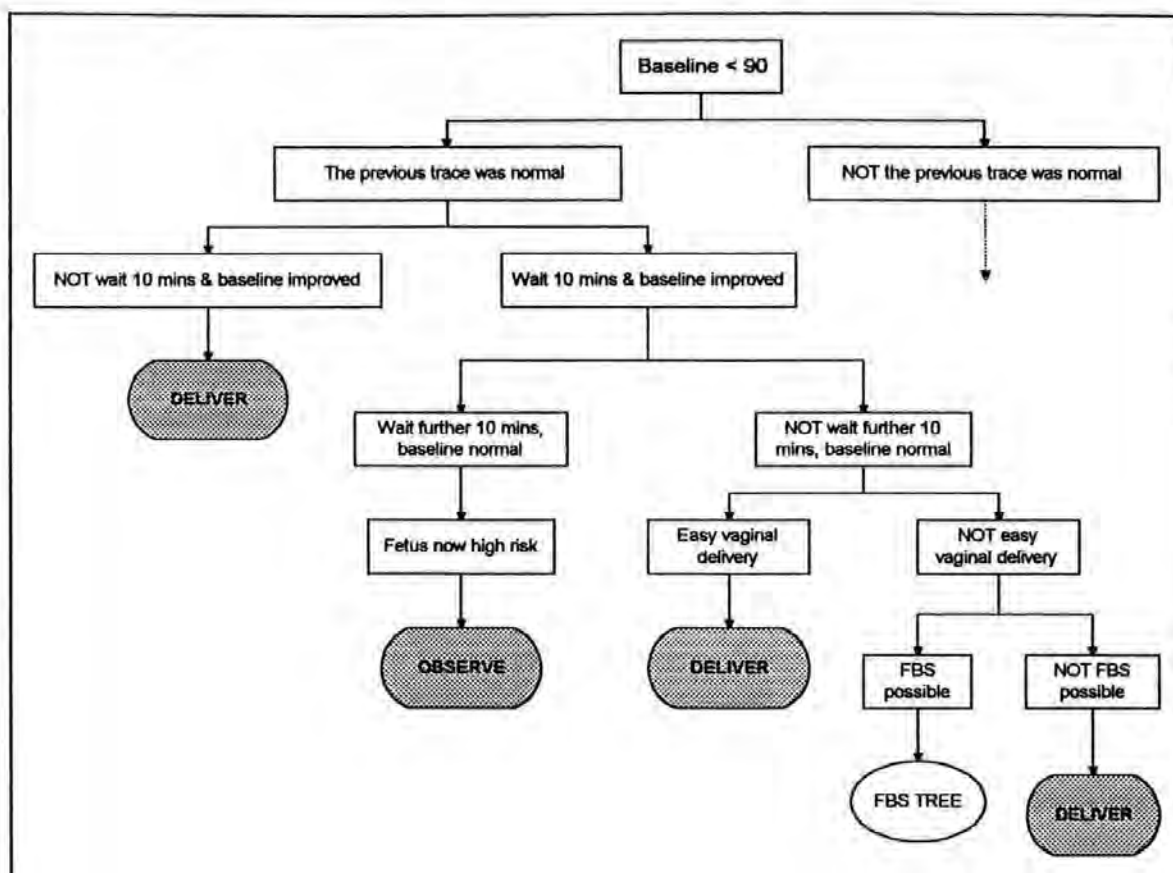 Baseline < 90
The previous trace was normal
NOT the previous trace was normal
NOT wait 10 mins & baseline improved
Wait 10 mins & baseline improved
DELIVER
Wait further 10 mins,
baseline normal
NOT wait further 10
mins, baseline normal
Fetus now high risk
Easy vaginal
delivery
NOT easy
vaginal delivery
OBSERVE
DELIVER
FBS
possible
NOT FBS
possible
FBS TREE
DELIVER